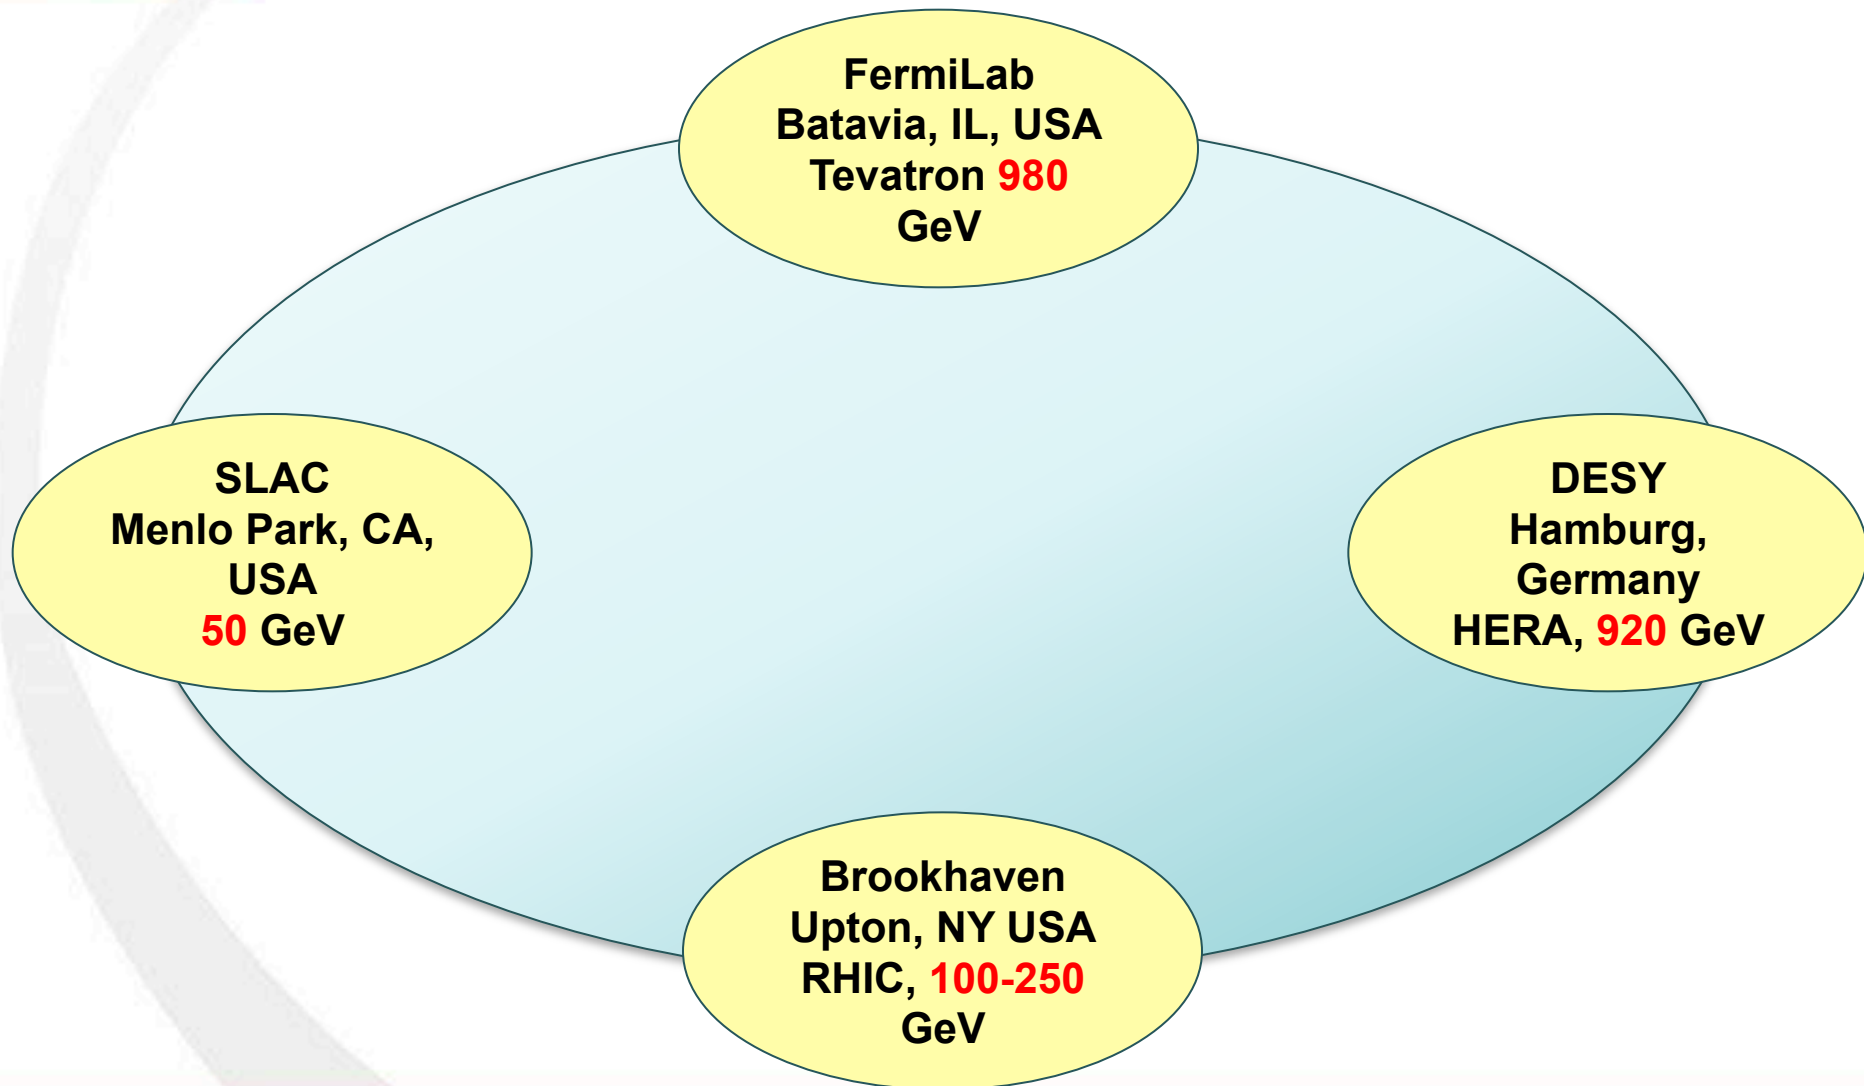 FermiLab
Batavia, IL, USA
Tevatron 980
GeV
SLAC
Menlo Park, CA,
USA
50 GeV
DESY
Hamburg,
Germany
HERA, 920 GeV
Brookhaven
Upton, NY USA
RHIC, 100-250
GeV